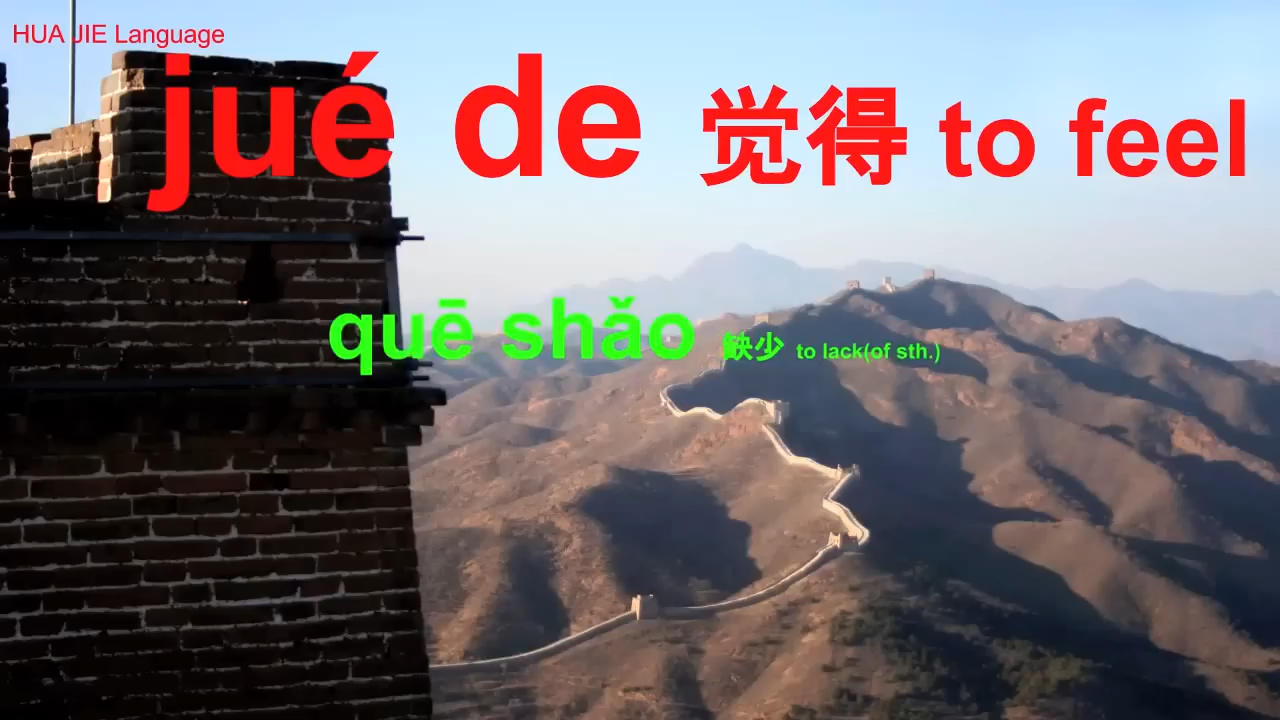 HUA JIE Language
jué de 觉得 to feel
quē shǎo 缺少 to lack(of sth.)